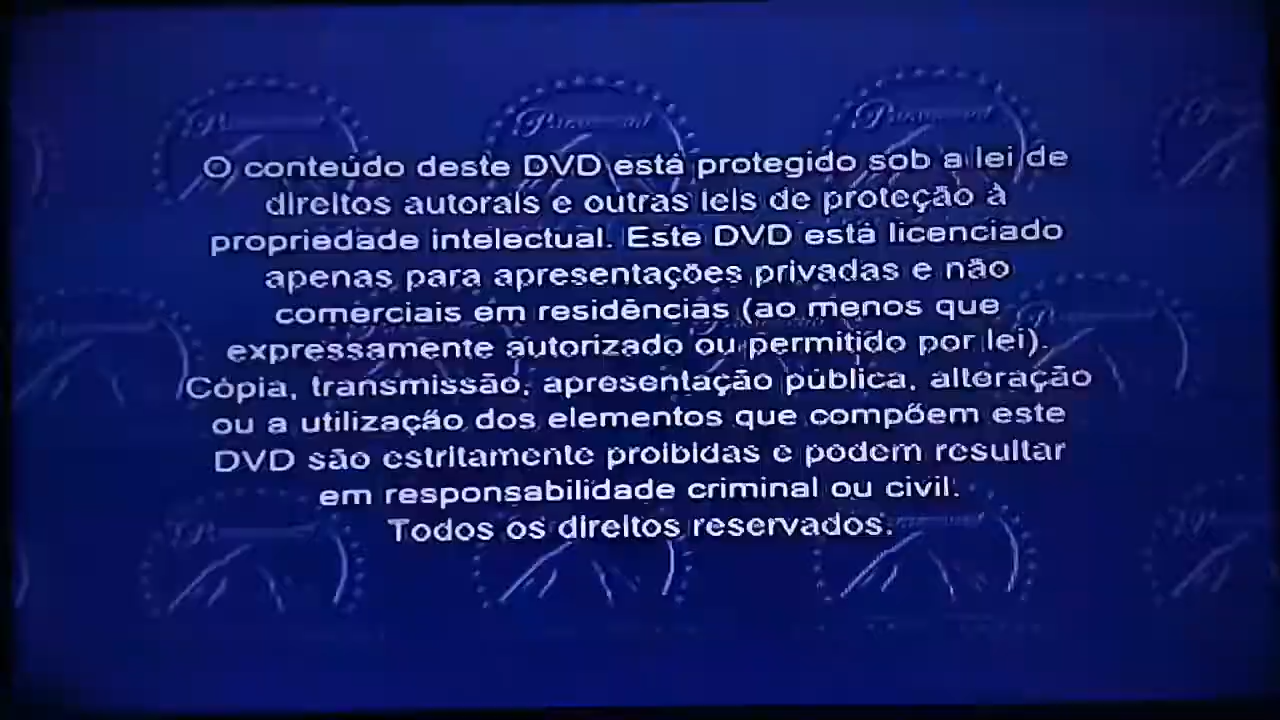 Paramount Paramount Paramount
O conteúdo deste DVD está protegido sob a lei de
direitos autorais e outras leis de proteção à
propriedade intelectual. Este DVD está licenciado
apenas para apresentações privadas e não
comerciais em residências (ao menos que
expressamente autorizado ou permitido por lei).
Cópia, transmissão, apresentação pública, alteração
ou a utilização dos elementos que compõem este
DVD são estritamente proibidas e podem resultar
em responsabilidade criminal ou civil.
Todos os direitos reservados.